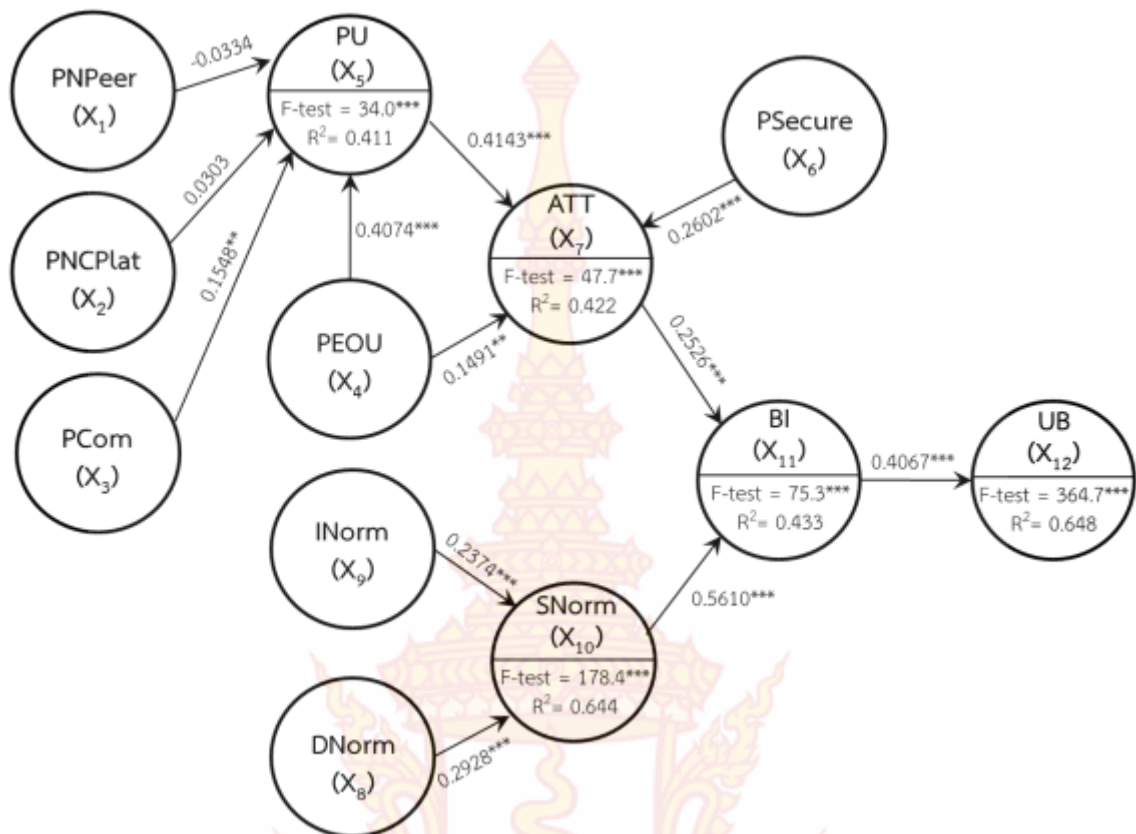 PNPeer
(X₁)
-0.0334
PU
(X₅)
F-test = 34.0***
R²= 0.411
PSecure
(X₆)
0.4143***
0.0303
0.2602***
PNCPlat
(X₂)
0.1548**
0.4074***
ATT
(X₇)
F-test = 47.7***
R²= 0.422
PEOU
(X₄)
0.1491**
0.2526***
PCom
(X₃)
BI
(X₁₁)
F-test = 75.3***
R²= 0.433
0.4067***
UB
(X₁₂)
F-test = 364.7***
R²= 0.648
INorm
(X₉)
0.2374***
SNorm
(X₁₀)
F-test = 178.4***
R²= 0.644
0.5610***
DNorm
(X₈)
0.2928***